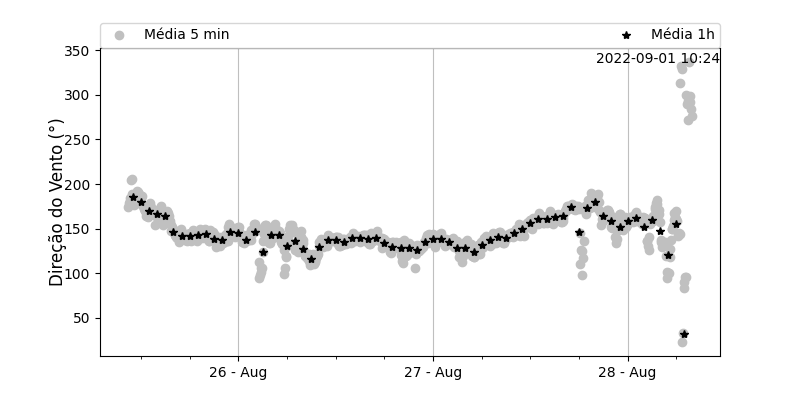 Média 5 min
Média 1h
2022-09-01 10:24
Direção do Vento (°)
350
300
250
200
150
100
50
26 - Aug
27 - Aug
28 - Aug